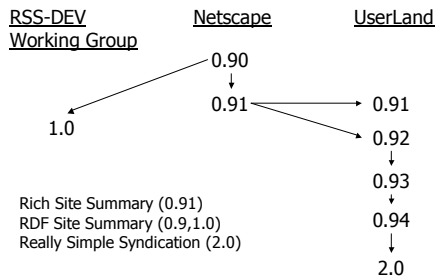 RSS-DEV
Working Group
Netscape
UserLand
0.90
0.91
0.91
1.0
0.92
0.93
0.94
2.0
Rich Site Summary (0.91)
RDF Site Summary (0.9,1.0)
Really Simple Syndication (2.0)